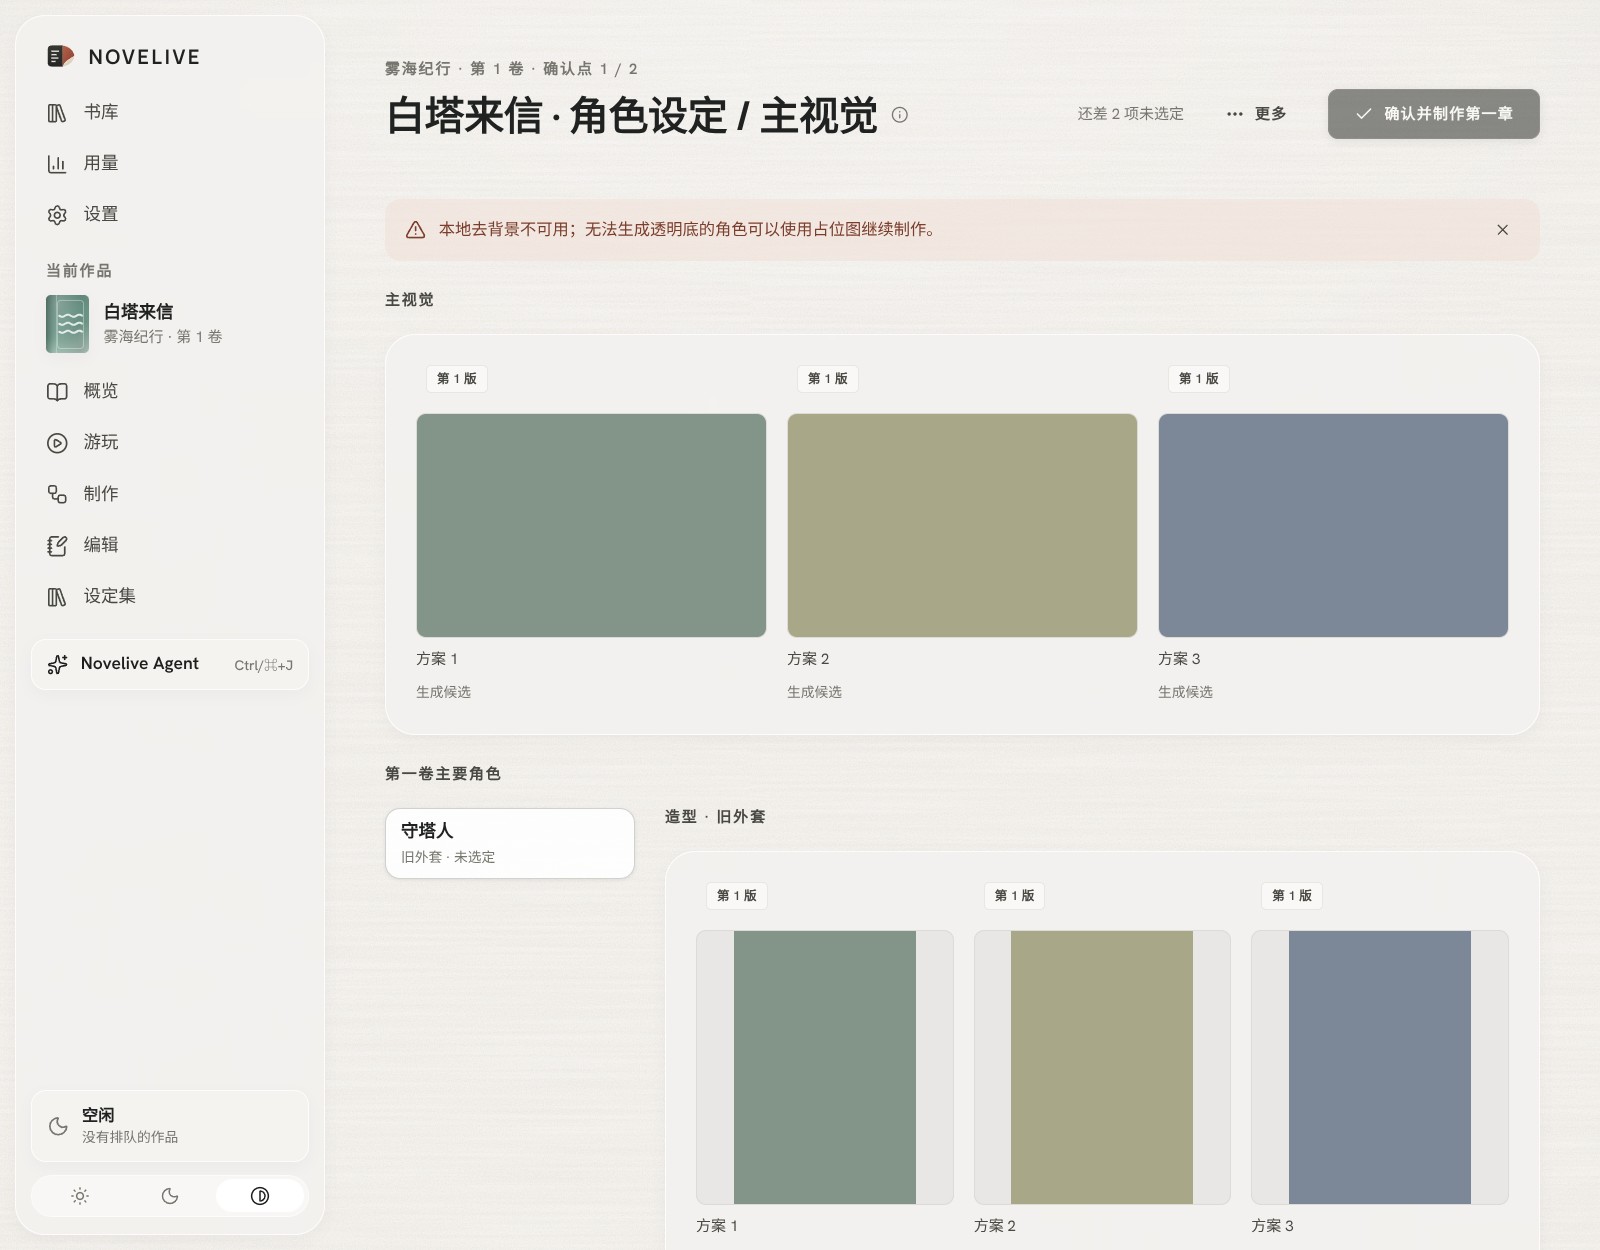 NOVELIVE
书库
用量
设置
当前作品
白塔来信
雾海纪行 · 第 1 卷
概览
游玩
制作
编辑
设定集
Novelive Agent
Ctrl/⌘+J
空闲
没有排队的作品
雾海纪行 · 第 1 卷 · 确认点 1 / 2
白塔来信 · 角色设定 / 主视觉
还差 2 项未选定
更多
确认并制作第一章
本地去背景不可用；无法生成透明底的角色可以使用占位图继续制作。
主视觉
第 1 版
第 1 版
第 1 版
方案 1
方案 2
方案 3
生成候选
生成候选
生成候选
第一卷主要角色
守塔人
旧外套 · 未选定
造型 · 旧外套
第 1 版
第 1 版
第 1 版
方案 1
方案 2
方案 3